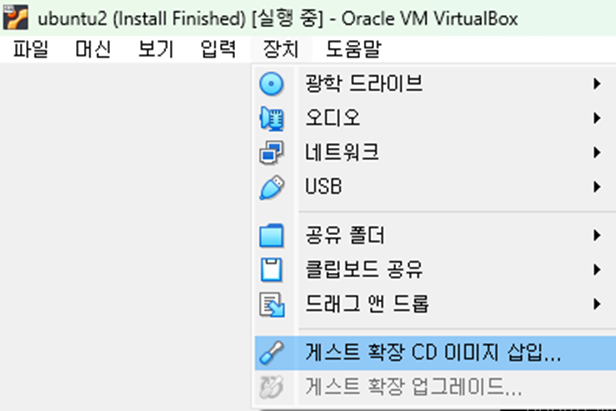 ubuntu2 (Install Finished) [실행 중] - Oracle VM VirtualBox
파일 머신 보기 입력 장치 도움말
광학 드라이브
오디오
네트워크
USB
공유 폴더
클립보드 공유
드래그 앤 드롭
게스트 확장 CD 이미지 삽입...
게스트 확장 업그레이드...